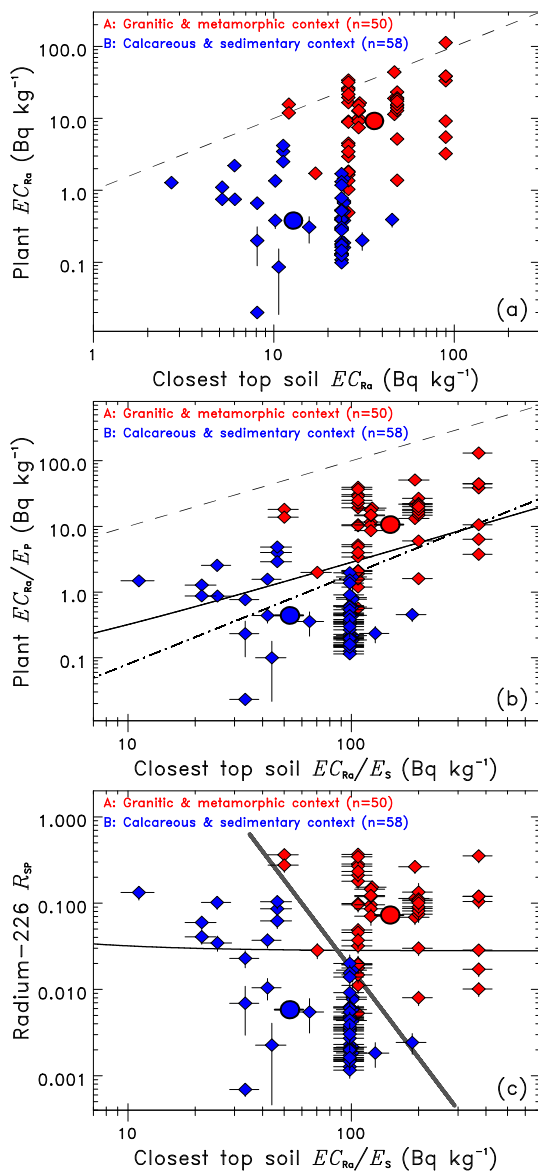 A: Granitic & metamorphic context (n=50)
B: Calcareous & sedimentary context (n=58)
100.0
10.0
1.0
0.1
Plant EC_Ra (Bq kg⁻¹)
(a)
1 10 100
Closest top soil EC_Ra (Bq kg⁻¹)
A: Granitic & metamorphic context (n=50)
B: Calcareous & sedimentary context (n=58)
100.0
10.0
1.0
0.1
Plant EC_Ra/E_P (Bq kg⁻¹)
(b)
10 100
Closest top soil EC_Ra/E_S (Bq kg⁻¹)
A: Granitic & metamorphic context (n=50)
B: Calcareous & sedimentary context (n=58)
1.000
0.100
0.010
0.001
Radium-226 R_SP
(c)
10 100
Closest top soil EC_Ra/E_S (Bq kg⁻¹)